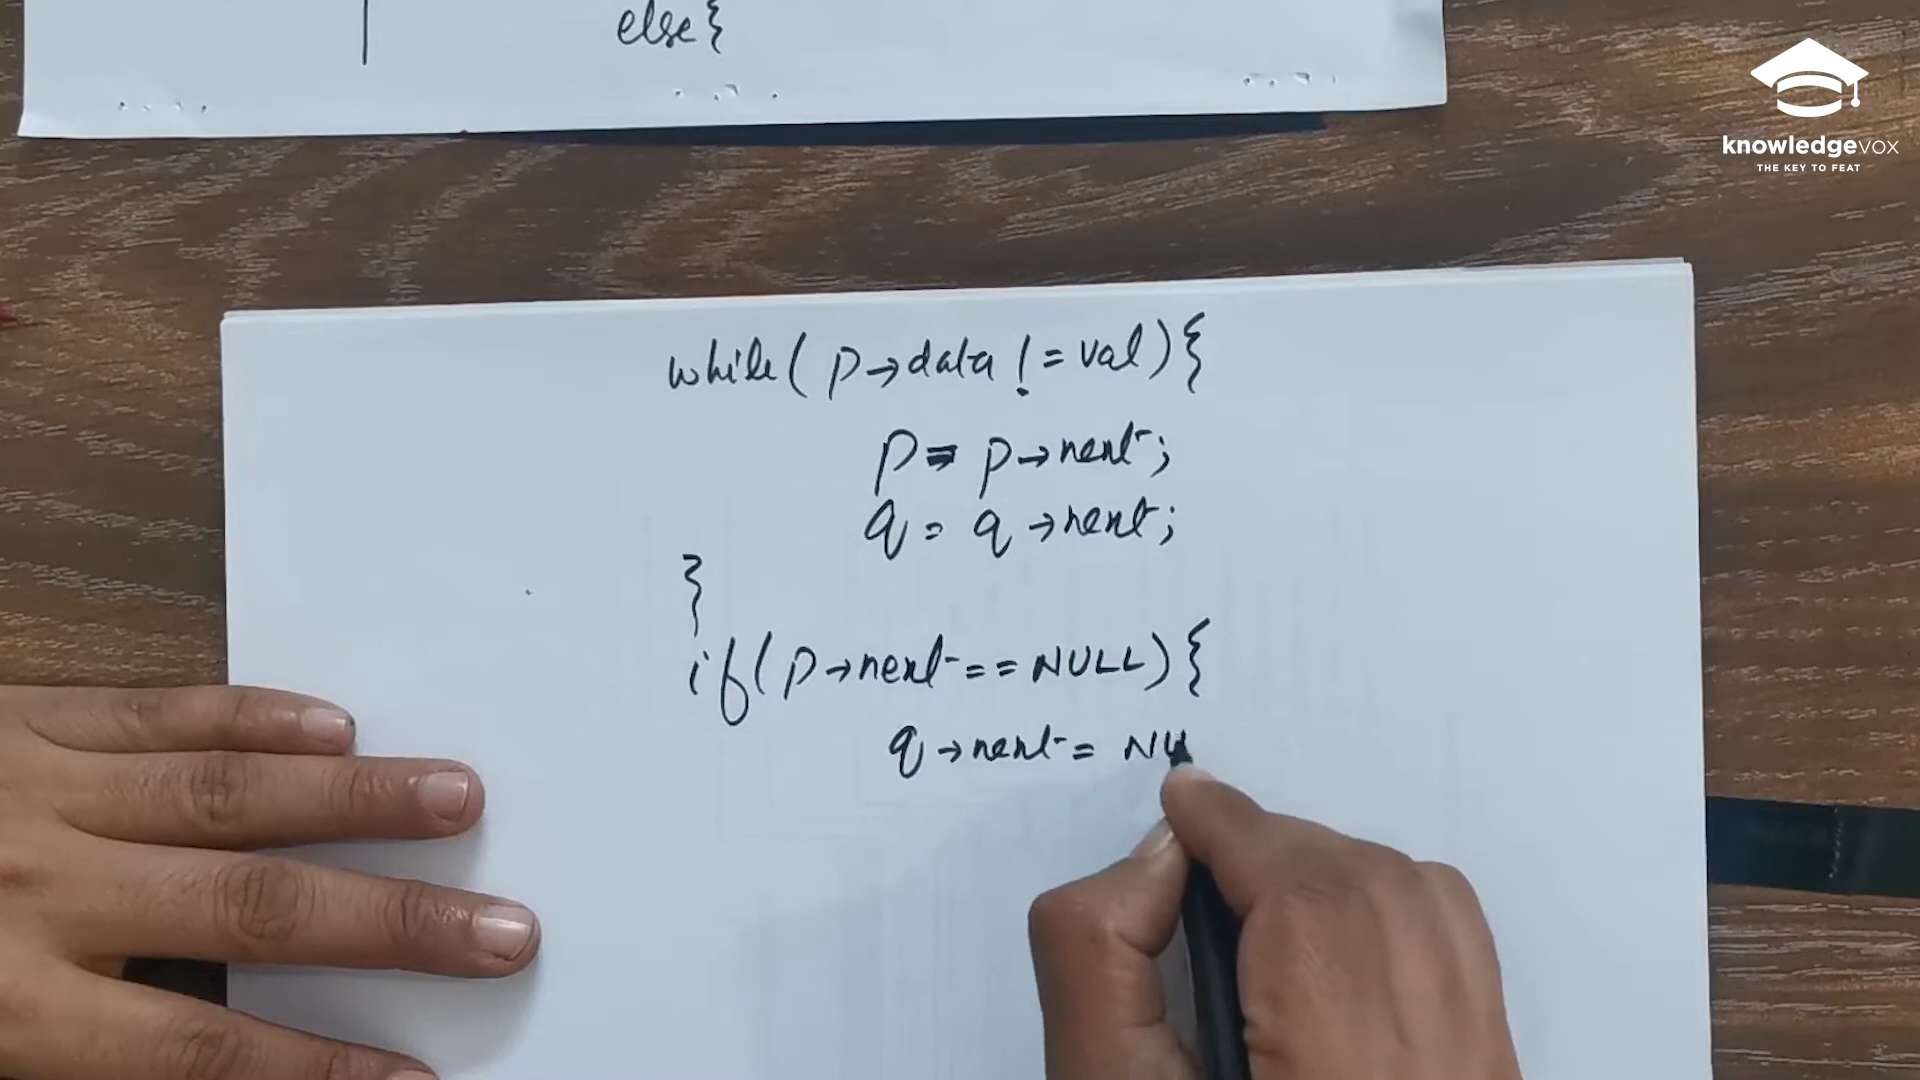 else{
knowledgevox
THE KEY TO FEAT
while(p→data != val){
p = p→next;
q = q→next;
}
if(p→next == NULL){
q→next = NU